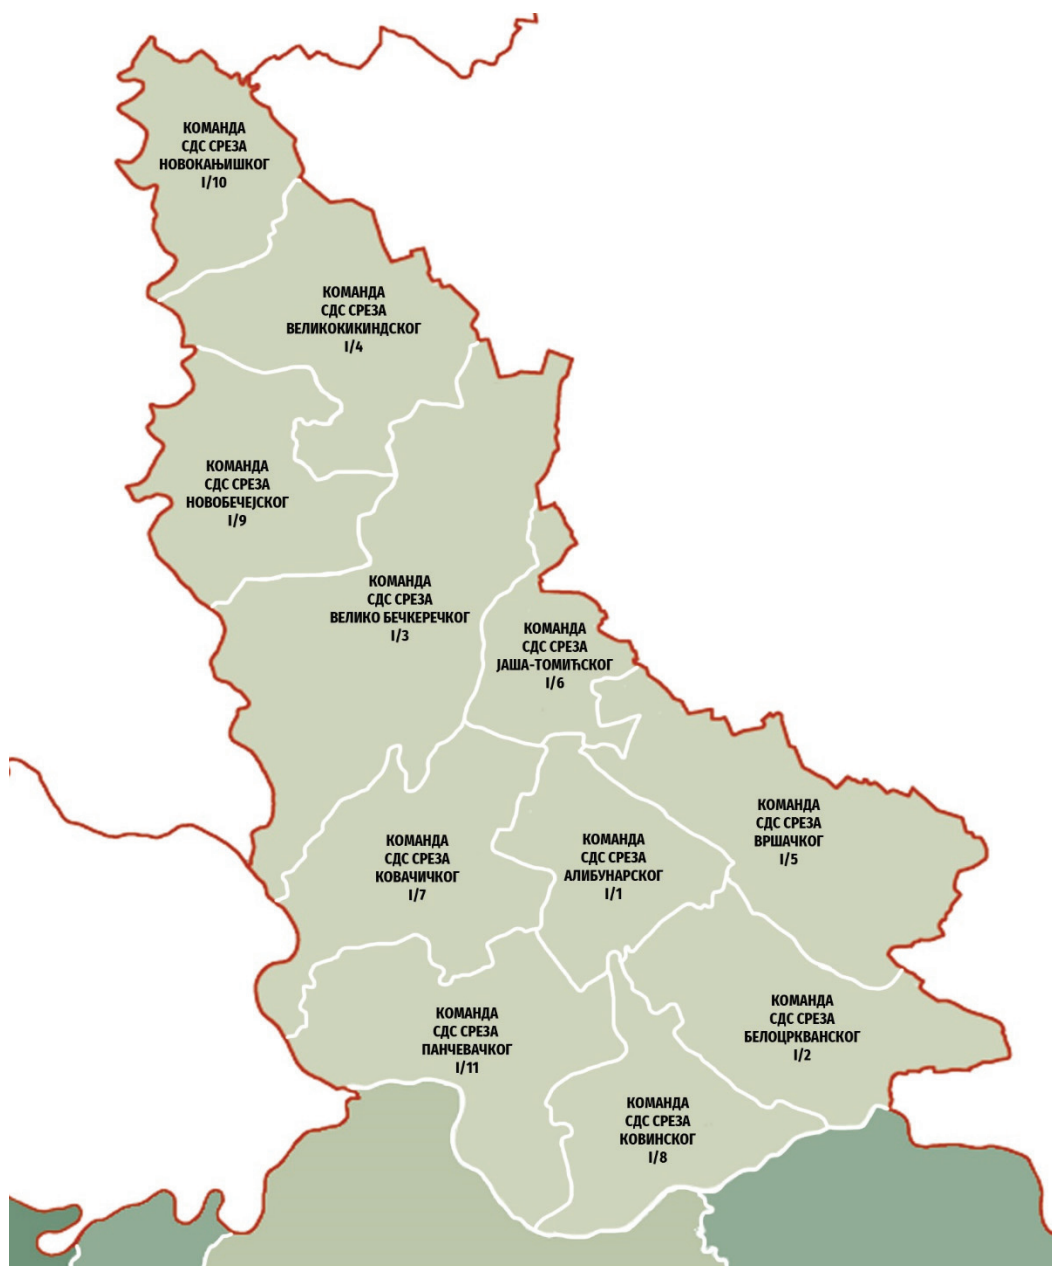 КОМАНДА
СДС СРЕЗА
НОВОКАЊИШКОГ
I/10
КОМАНДА
СДС СРЕЗА
ВЕЛИКОКИКИНДСКОГ
I/4
КОМАНДА
СДС СРЕЗА
НОВОБЕЧЕЈСКОГ
I/9
КОМАНДА
СДС СРЕЗА
ВЕЛИКО БЕЧКЕРЕЧКОГ
I/3
КОМАНДА
СДС СРЕЗА
ЈАША-ТОМИЋСКОГ
I/6
КОМАНДА
СДС СРЕЗА
ВРШАЧКОГ
I/5
КОМАНДА
СДС СРЕЗА
КОВАЧИЧКОГ
I/7
КОМАНДА
СДС СРЕЗА
АЛИБУНАРСКОГ
I/1
КОМАНДА
СДС СРЕЗА
БЕЛОЦРКВАНСКОГ
I/2
КОМАНДА
СДС СРЕЗА
ПАНЧЕВАЧКОГ
I/11
КОМАНДА
СДС СРЕЗА
КОВИНСКОГ
I/8